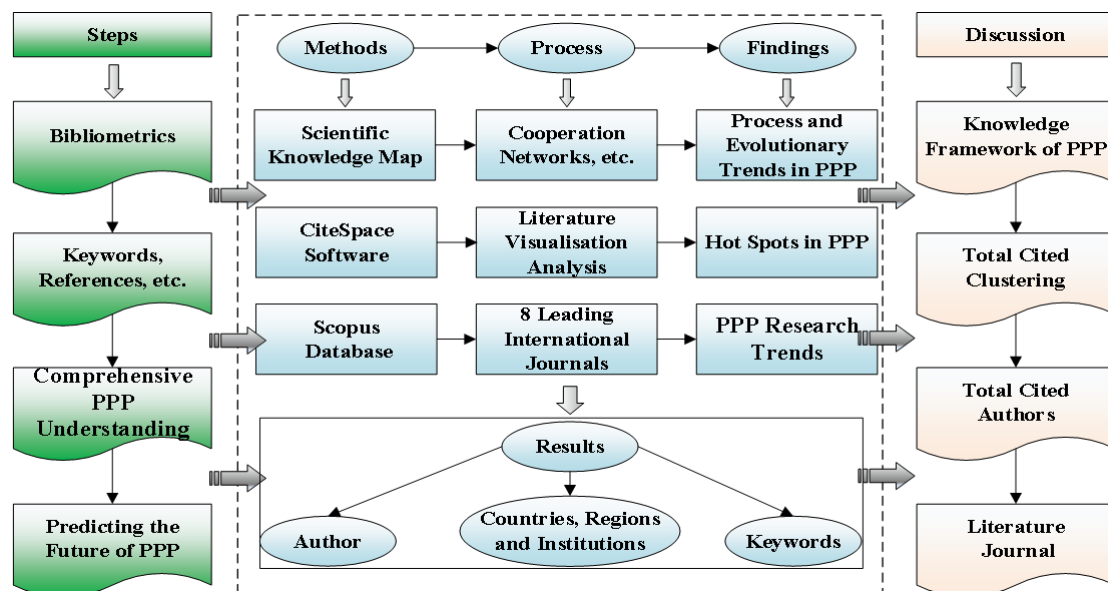 Steps
Bibliometrics
Keywords,
References, etc.
Comprehensive
PPP
Understanding
Predicting the
Future of PPP
Methods
Process
Findings
Scientific
Knowledge Map
Cooperation
Networks, etc.
Process and
Evolutionary
Trends in PPP
CiteSpace
Software
Literature
Visualisation
Analysis
Hot Spots in PPP
Scopus
Database
8 Leading
International
Journals
PPP Research
Trends
Results
Author
Countries, Regions
and Institutions
Keywords
Discussion
Knowledge
Framework of PPP
Total Cited
Clustering
Total Cited
Authors
Literature
Journal